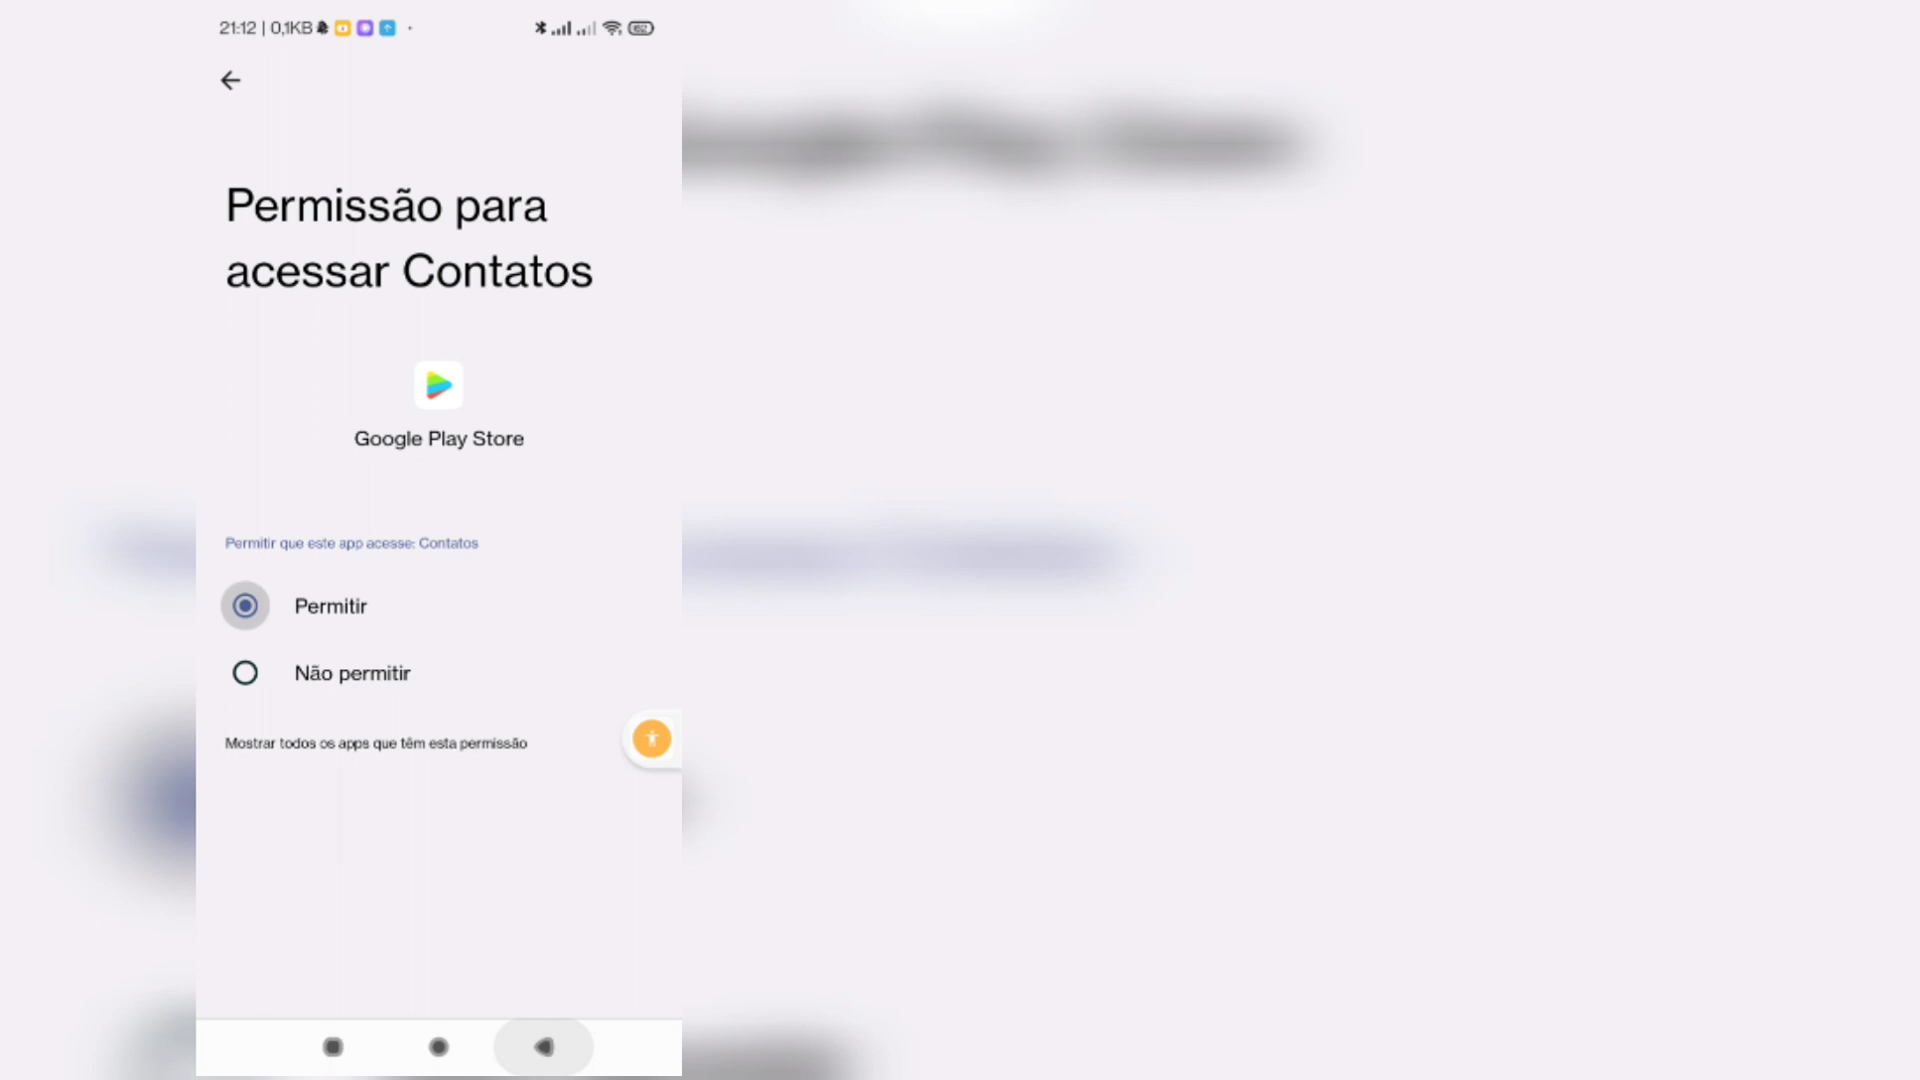 21:12 | 0,1KB
Permissão para
acessar Contatos
Google Play Store
Permitir que este app acesse: Contatos
Permitir
Não permitir
Mostrar todos os apps que têm esta permissão